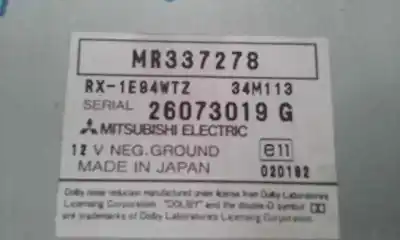 MR337278
RX-1E94WTZ 34M113
SERIAL 26073019 G
MITSUBISHI ELECTRIC
12 V NEG. GROUND e11
MADE IN JAPAN 020182
Dolby noise reduction manufactured under license from Dolby Laboratories
Licensing Corporation. "DOLBY" and the double-D symbol
are trademarks of Dolby Laboratories Licensing Corporation.